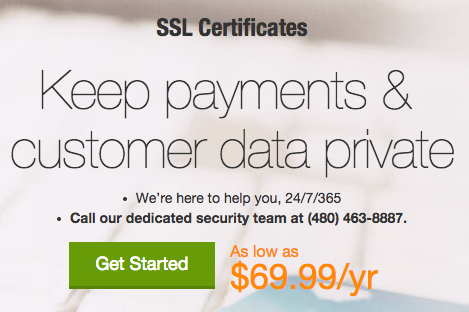 SSL Certificates
Keep payments &
customer data private
• We're here to help you, 24/7/365
• Call our dedicated security team at (480) 463-8887.
Get Started
As low as
$69.99/yr